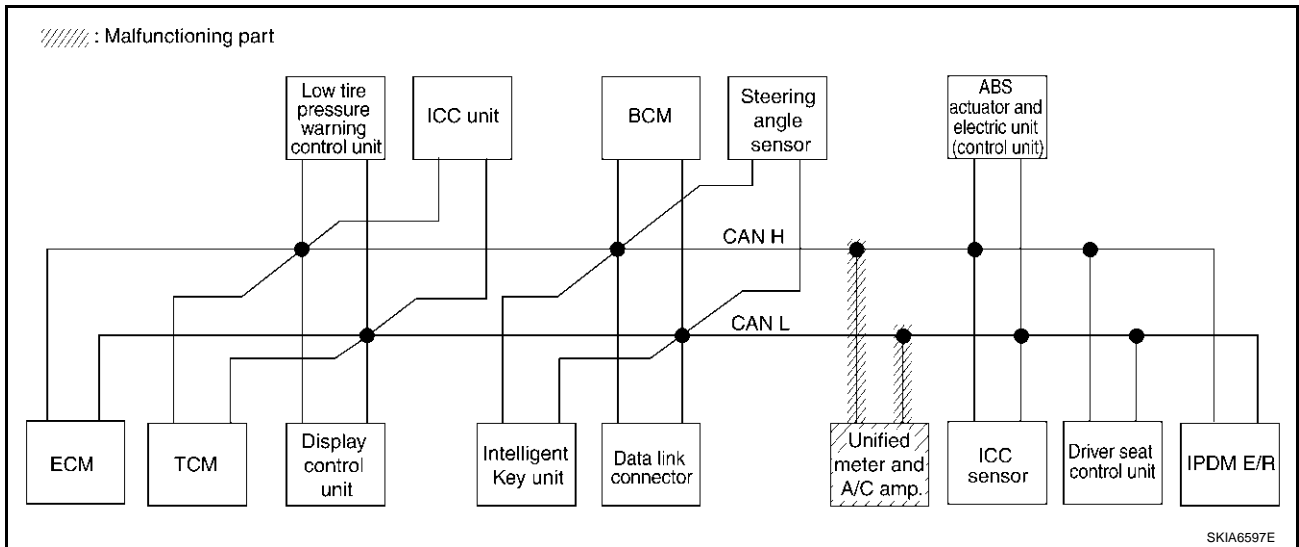 : Malfunctioning part
Low tire
pressure
warning
control unit
ICC unit
BCM
Steering
angle
sensor
ABS
actuator and
electric unit
(control unit)
CAN H
CAN L
ECM
TCM
Display
control
unit
Intelligent
Key unit
Data link
connector
Unified
meter and
A/C amp.
ICC
sensor
Driver seat
control unit
IPDM E/R
SKIA6597E